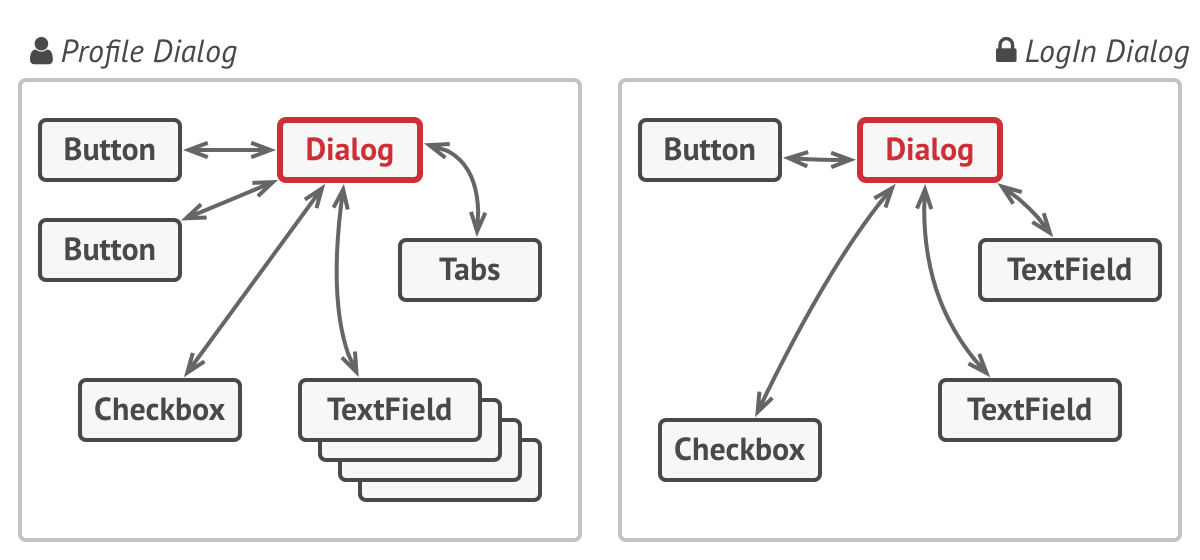 Profile Dialog
Button
Dialog
Button
Tabs
Checkbox
TextField
LogIn Dialog
Button
Dialog
TextField
TextField
Checkbox